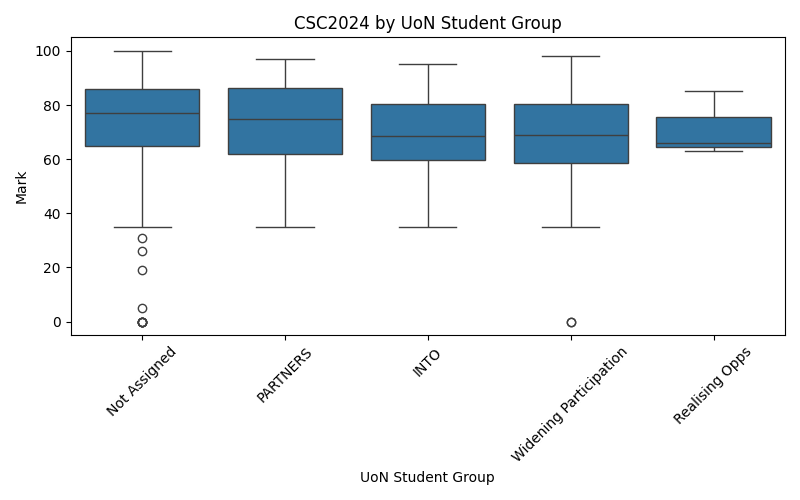 CSC2024 by UoN Student Group
Mark
100
80
60
40
20
0
Not Assigned
PARTNERS
INTO
Widening Participation
Realising Opps
UoN Student Group